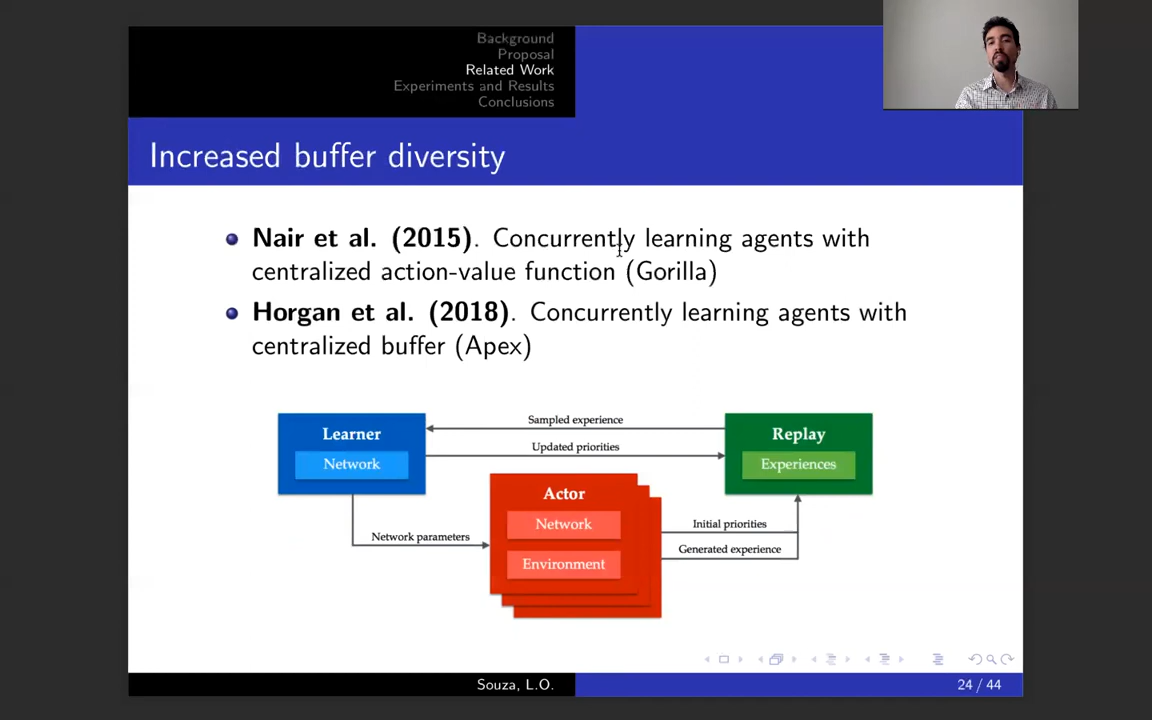 Background
Proposal
Related Work
Experiments and Results
Conclusions
Increased buffer diversity
Nair et al. (2015). Concurrently learning agents with
centralized action-value function (Gorilla)
Horgan et al. (2018). Concurrently learning agents with
centralized buffer (Apex)
Sampled experience
Learner
Replay
Updated priorities
Network
Experiences
Actor
Network
Initial priorities
Network parameters
Generated experience
Environment
Souza, L.O.
24 / 44